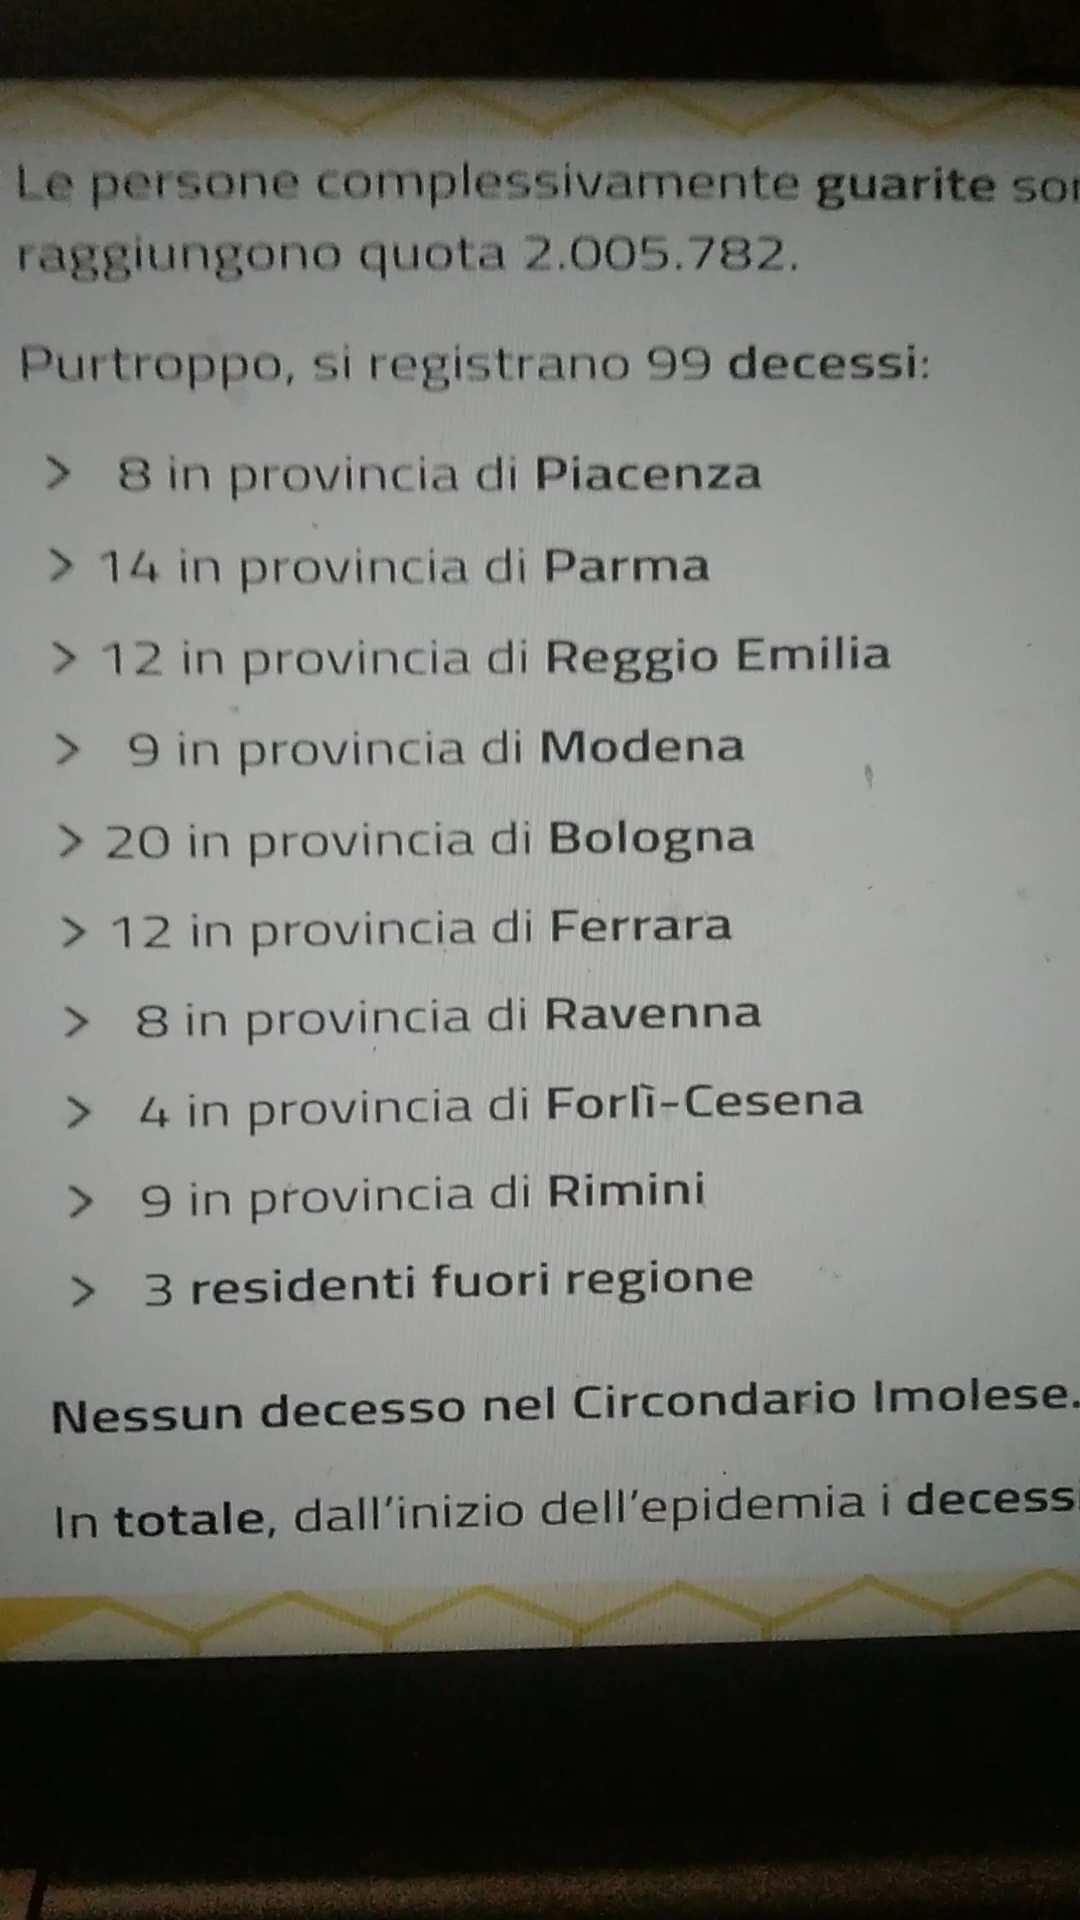 Le persone complessivamente guarite
raggiungono quota 2.005.782.
Purtroppo, si registrano 99 decessi:
> 8 in provincia di Piacenza
> 14 in provincia di Parma
> 12 in provincia di Reggio Emilia
> 9 in provincia di Modena
> 20 in provincia di Bologna
> 12 in provincia di Ferrara
> 8 in provincia di Ravenna
> 4 in provincia di Forlì-Cesena
> 9 in provincia di Rimini
> 3 residenti fuori regione
Nessun decesso nel Circondario Imolese.
In totale, dall'inizio dell'epidemia i decess